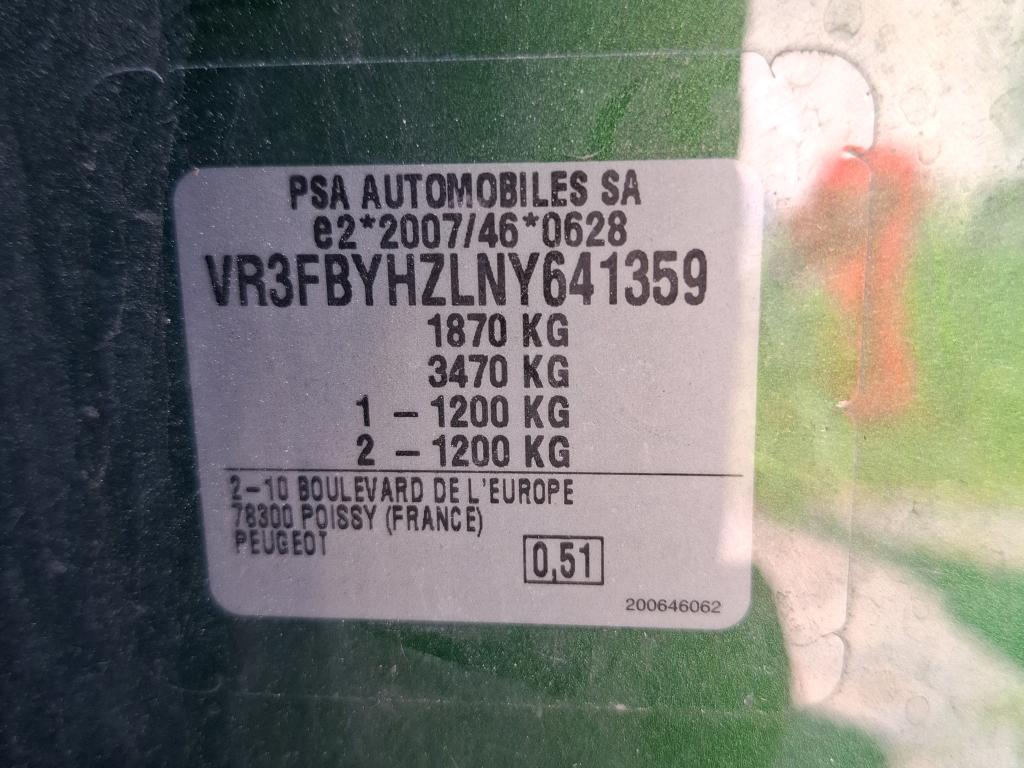 PSA AUTOMOBILES SA
e2*2007/46*0628
VR3FBYHZLNY641359
1870 KG
3470 KG
1 – 1200 KG
2 – 1200 KG
2–10 BOULEVARD DE L'EUROPE
78300 POISSY (FRANCE)
PEUGEOT
0,51
200646062